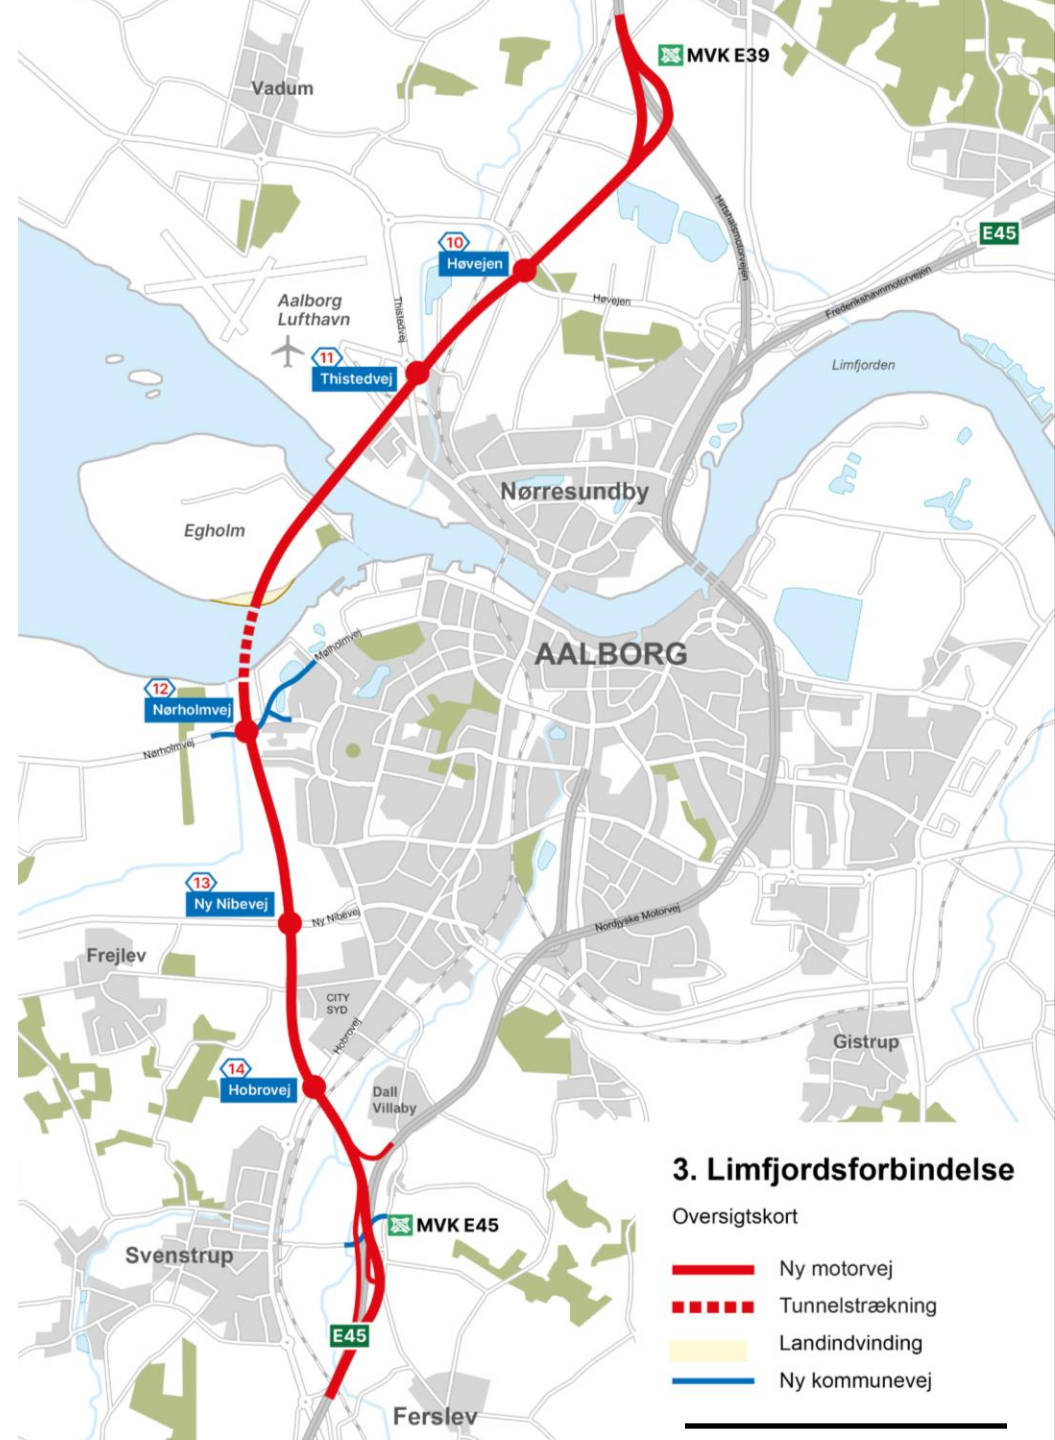 MVK E39
Vadum
Hirtshalsmotorvejen
E45
10
Høvejen
Frederikshavnmotorvejen
Høvejen
Thistedvej
Aalborg
Lufthavn
11
Thistedvej
Limfjorden
Nørresundby
Egholm
AALBORG
Mølholmvej
12
Nørholmvej
Nørholmvej
13
Ny Nibevej
Ny Nibevej
Nordjyske Motorvej
Frejlev
CITY
SYD
Hobrovej
Gistrup
14
Hobrovej
Dall
Villaby
MVK E45
Svenstrup
E45
Ferslev
3. Limfjordsforbindelse
Oversigtskort
Ny motorvej
Tunnelstrækning
Landindvinding
Ny kommunevej